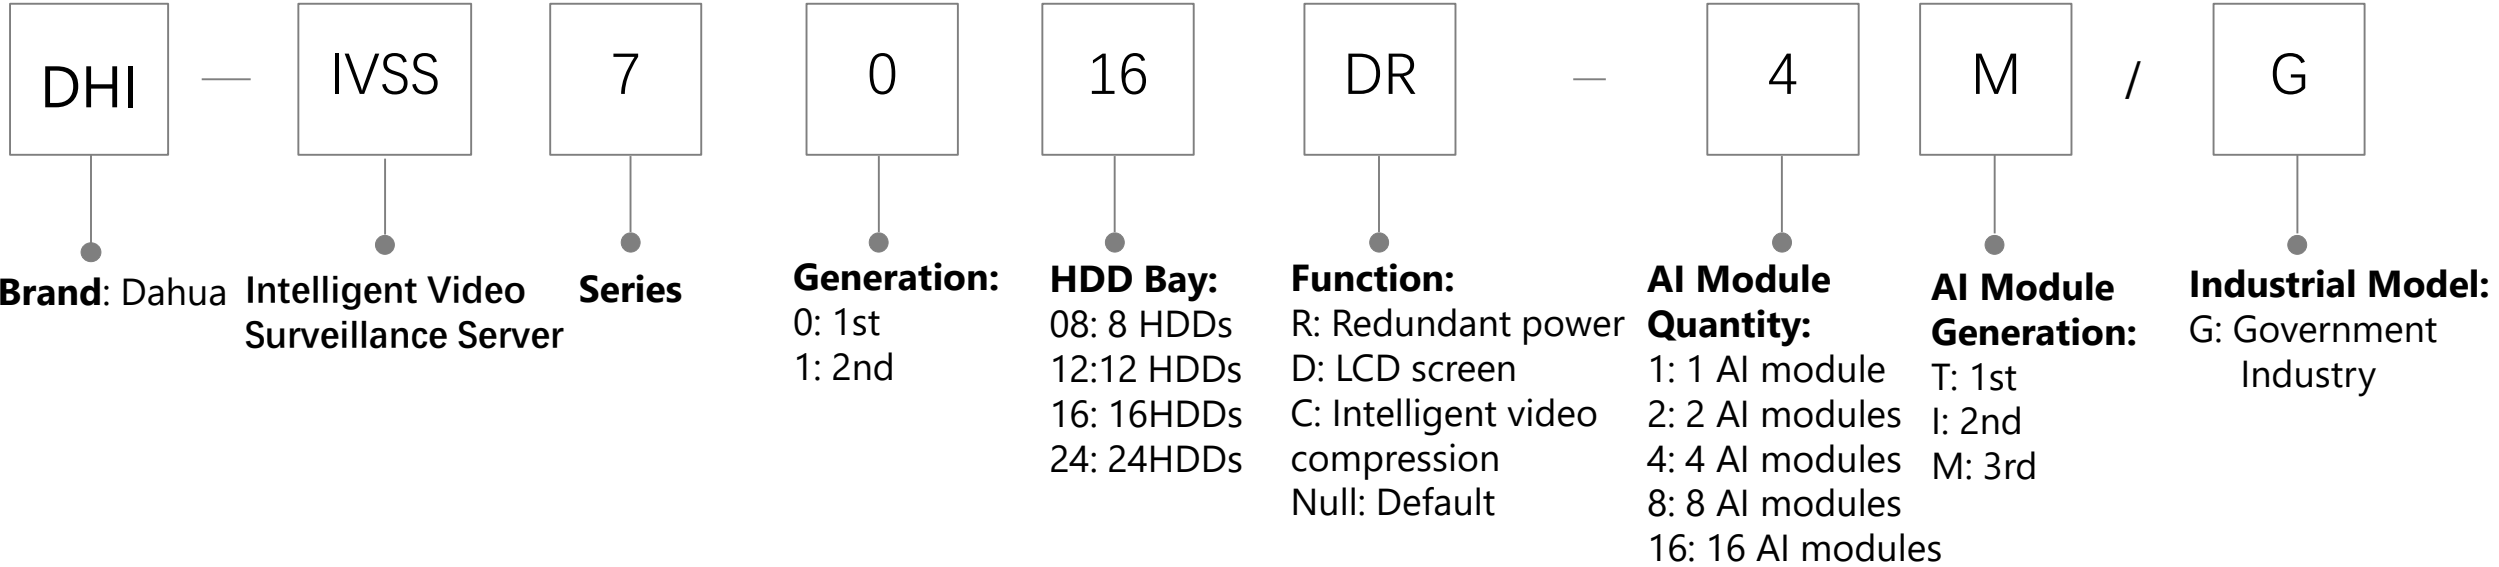 DHI — IVSS 7 0 16 DR — 4 M / G
Brand: Dahua
Intelligent Video
Surveillance Server
Series
Generation:
0: 1st
1: 2nd
HDD Bay:
08: 8 HDDs
12:12 HDDs
16: 16HDDs
24: 24HDDs
Function:
R: Redundant power
D: LCD screen
C: Intelligent video
compression
Null: Default
AI Module
Quantity:
1: 1 AI module
2: 2 AI modules
4: 4 AI modules
8: 8 AI modules
16: 16 AI modules
AI Module
Generation:
T: 1st
I: 2nd
M: 3rd
Industrial Model:
G: Government
Industry